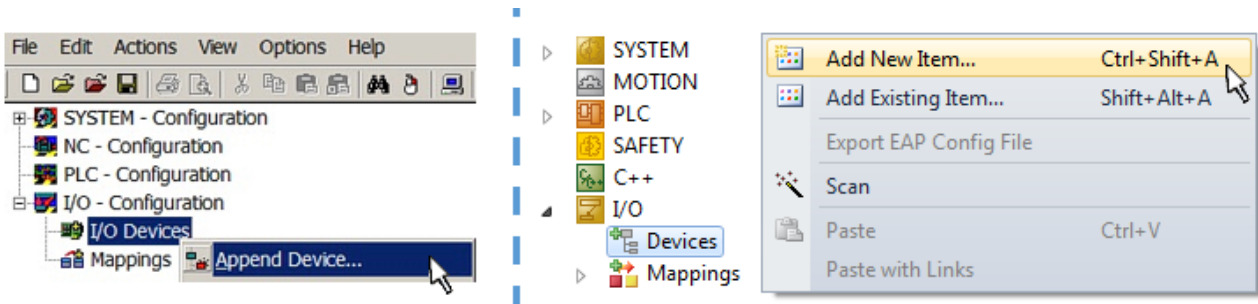 File Edit Actions View Options Help
SYSTEM - Configuration
NC - Configuration
PLC - Configuration
I/O - Configuration
I/O Devices
Mappings
Append Device...
SYSTEM
MOTION
PLC
SAFETY
C++
I/O
Devices
Mappings
Add New Item... Ctrl+Shift+A
Add Existing Item... Shift+Alt+A
Export EAP Config File
Scan
Paste Ctrl+V
Paste with Links